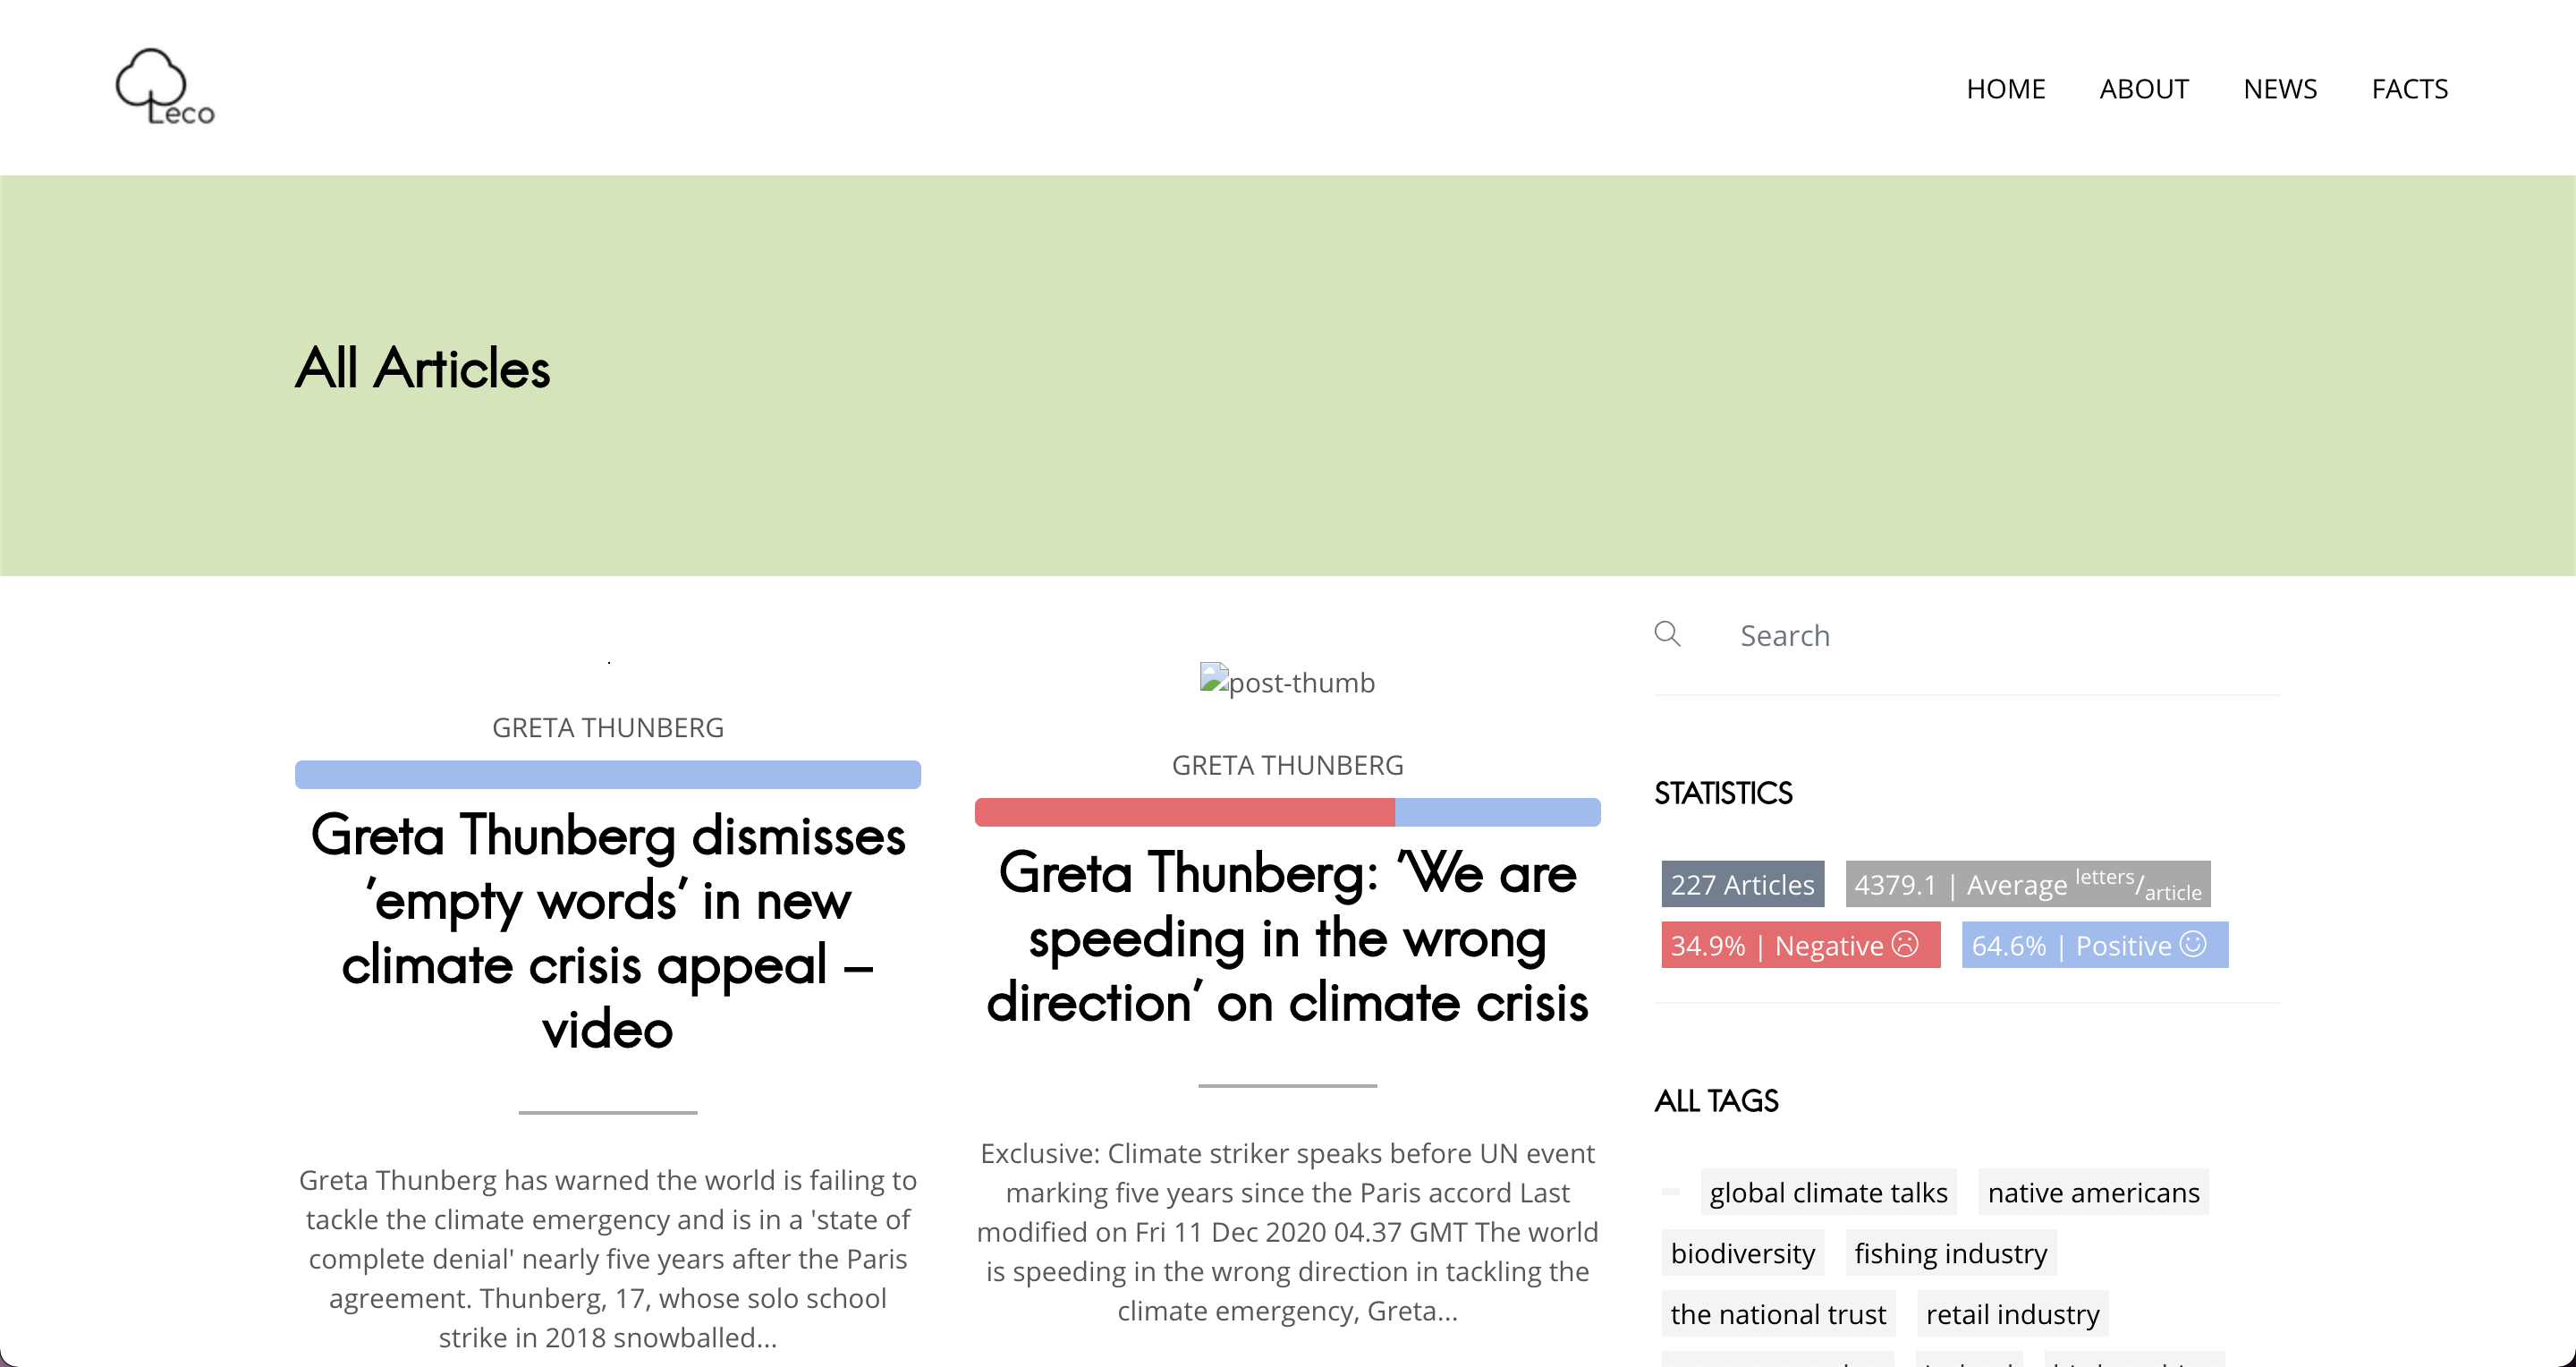 Leco
HOME ABOUT NEWS FACTS
All Articles
GRETA THUNBERG
Greta Thunberg dismisses
'empty words' in new
climate crisis appeal –
video
Greta Thunberg has warned the world is failing to
tackle the climate emergency and is in a 'state of
complete denial' nearly five years after the Paris
agreement. Thunberg, 17, whose solo school
strike in 2018 snowballed...
post-thumb
GRETA THUNBERG
Greta Thunberg: 'We are
speeding in the wrong
direction' on climate crisis
Exclusive: Climate striker speaks before UN event
marking five years since the Paris accord Last
modified on Fri 11 Dec 2020 04.37 GMT The world
is speeding in the wrong direction in tackling the
climate emergency, Greta...
Search
STATISTICS
227 Articles 4379.1 | Average letters/article
34.9% | Negative 64.6% | Positive
ALL TAGS
global climate talks native americans
biodiversity fishing industry
the national trust retail industry